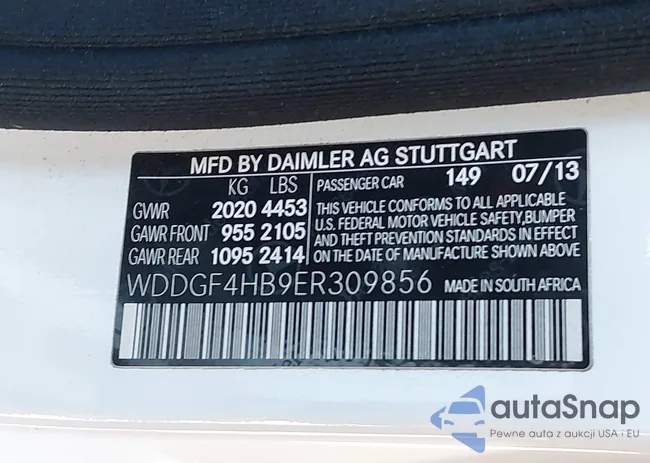 MFD BY DAIMLER AG STUTTGART
KG LBS
GVWR 2020 4453
GAWR FRONT 955 2105
GAWR REAR 1095 2414
PASSENGER CAR 149 07/13
THIS VEHICLE CONFORMS TO ALL APPLICABLE
U.S. FEDERAL MOTOR VEHICLE SAFETY, BUMPER
AND THEFT PREVENTION STANDARDS IN EFFECT
ON THE DATE OF MANUFACTURE SHOWN ABOVE.
WDDGF4HB9ER309856 MADE IN SOUTH AFRICA
autaSnap
Pewne auta z aukcji USA i EU